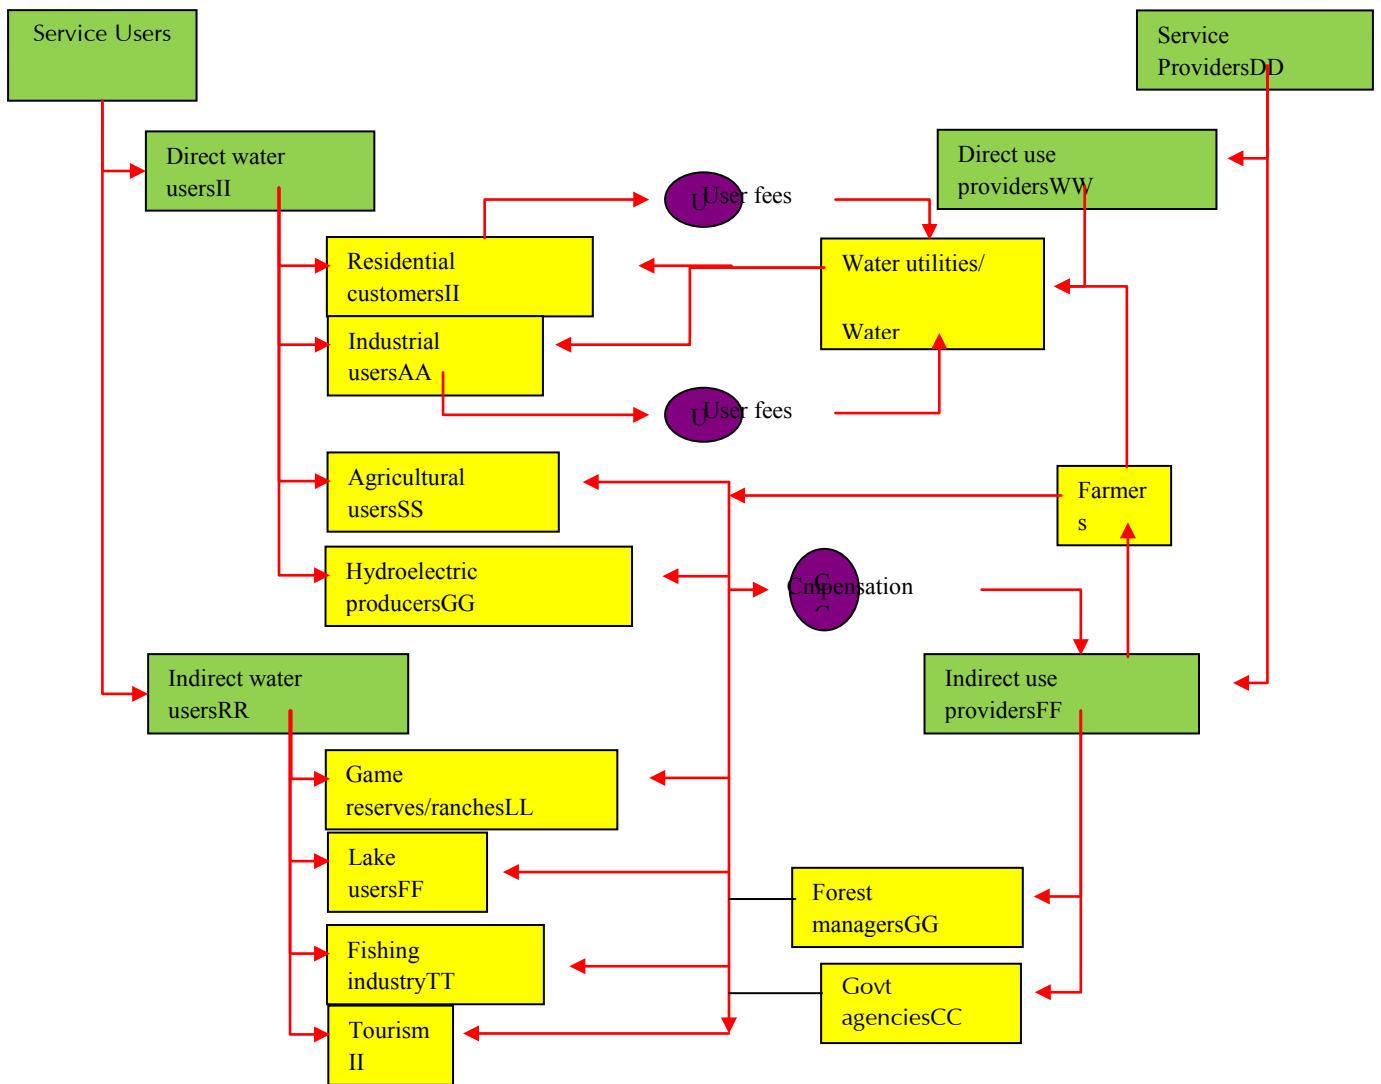 Service Users
Service
ProvidersDD
Direct water
usersII
Direct use
providersWW
User fees
U
Residential
customersII
Water utilities/
Water
Industrial
usersAA
User fees
U
Agricultural
usersSS
Farmer
s
Hydroelectric
producersGG
C
Cmpensation
Indirect water
usersRR
Indirect use
providersFF
Game
reserves/ranchesLL
Lake
usersFF
Forest
managersGG
Fishing
industryTT
Govt
agenciesCC
Tourism
II